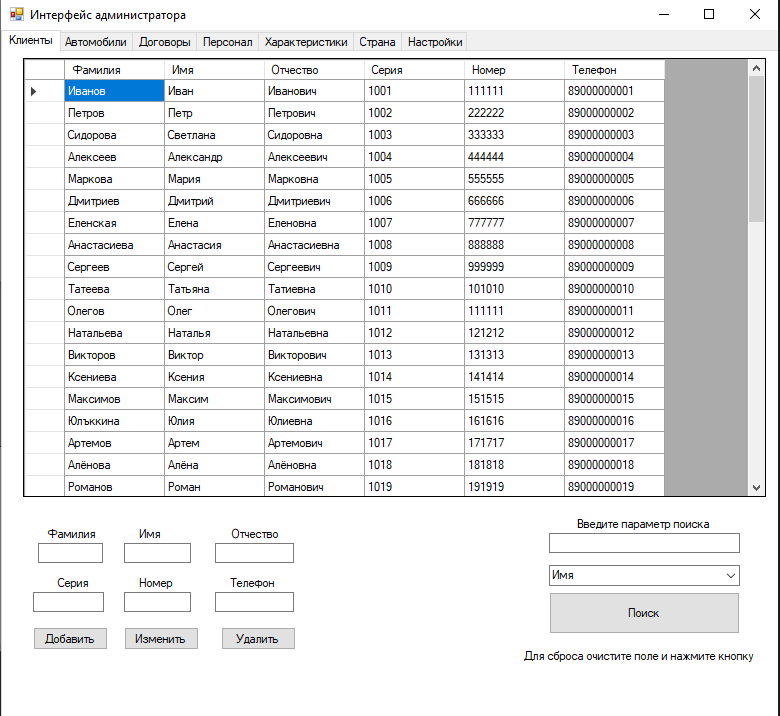 Интерфейс администратора
Клиенты Автомобили Договоры Персонал Характеристики Страна Настройки
Фамилия Имя Отчество Серия Номер Телефон
Иванов Иван Иванович 1001 111111 89000000001
Петров Петр Петрович 1002 222222 89000000002
Сидорова Светлана Сидоровна 1003 333333 89000000003
Алексеев Александр Алексеевич 1004 444444 89000000004
Маркова Мария Марковна 1005 555555 89000000005
Дмитриев Дмитрий Дмитриевич 1006 666666 89000000006
Еленская Елена Еленовна 1007 777777 89000000007
Анастасиева Анастасия Анастасиевна 1008 888888 89000000008
Сергеев Сергей Сергеевич 1009 999999 89000000009
Татеева Татьяна Татиевна 1010 101010 89000000010
Олегов Олег Олегович 1011 111111 89000000011
Натальева Наталья Натальевна 1012 121212 89000000012
Викторов Виктор Викторович 1013 131313 89000000013
Ксениева Ксения Ксениевна 1014 141414 89000000014
Максимов Максим Максимович 1015 151515 89000000015
Юлъккина Юлия Юлиевна 1016 161616 89000000016
Артемов Артем Артемович 1017 171717 89000000017
Алёнова Алёна Алёновна 1018 181818 89000000018
Романов Роман Романович 1019 191919 89000000019
Фамилия Имя Отчество
Серия Номер Телефон
Добавить Изменить Удалить
Введите параметр поиска
Имя
Поиск
Для сброса очистите поле и нажмите кнопку